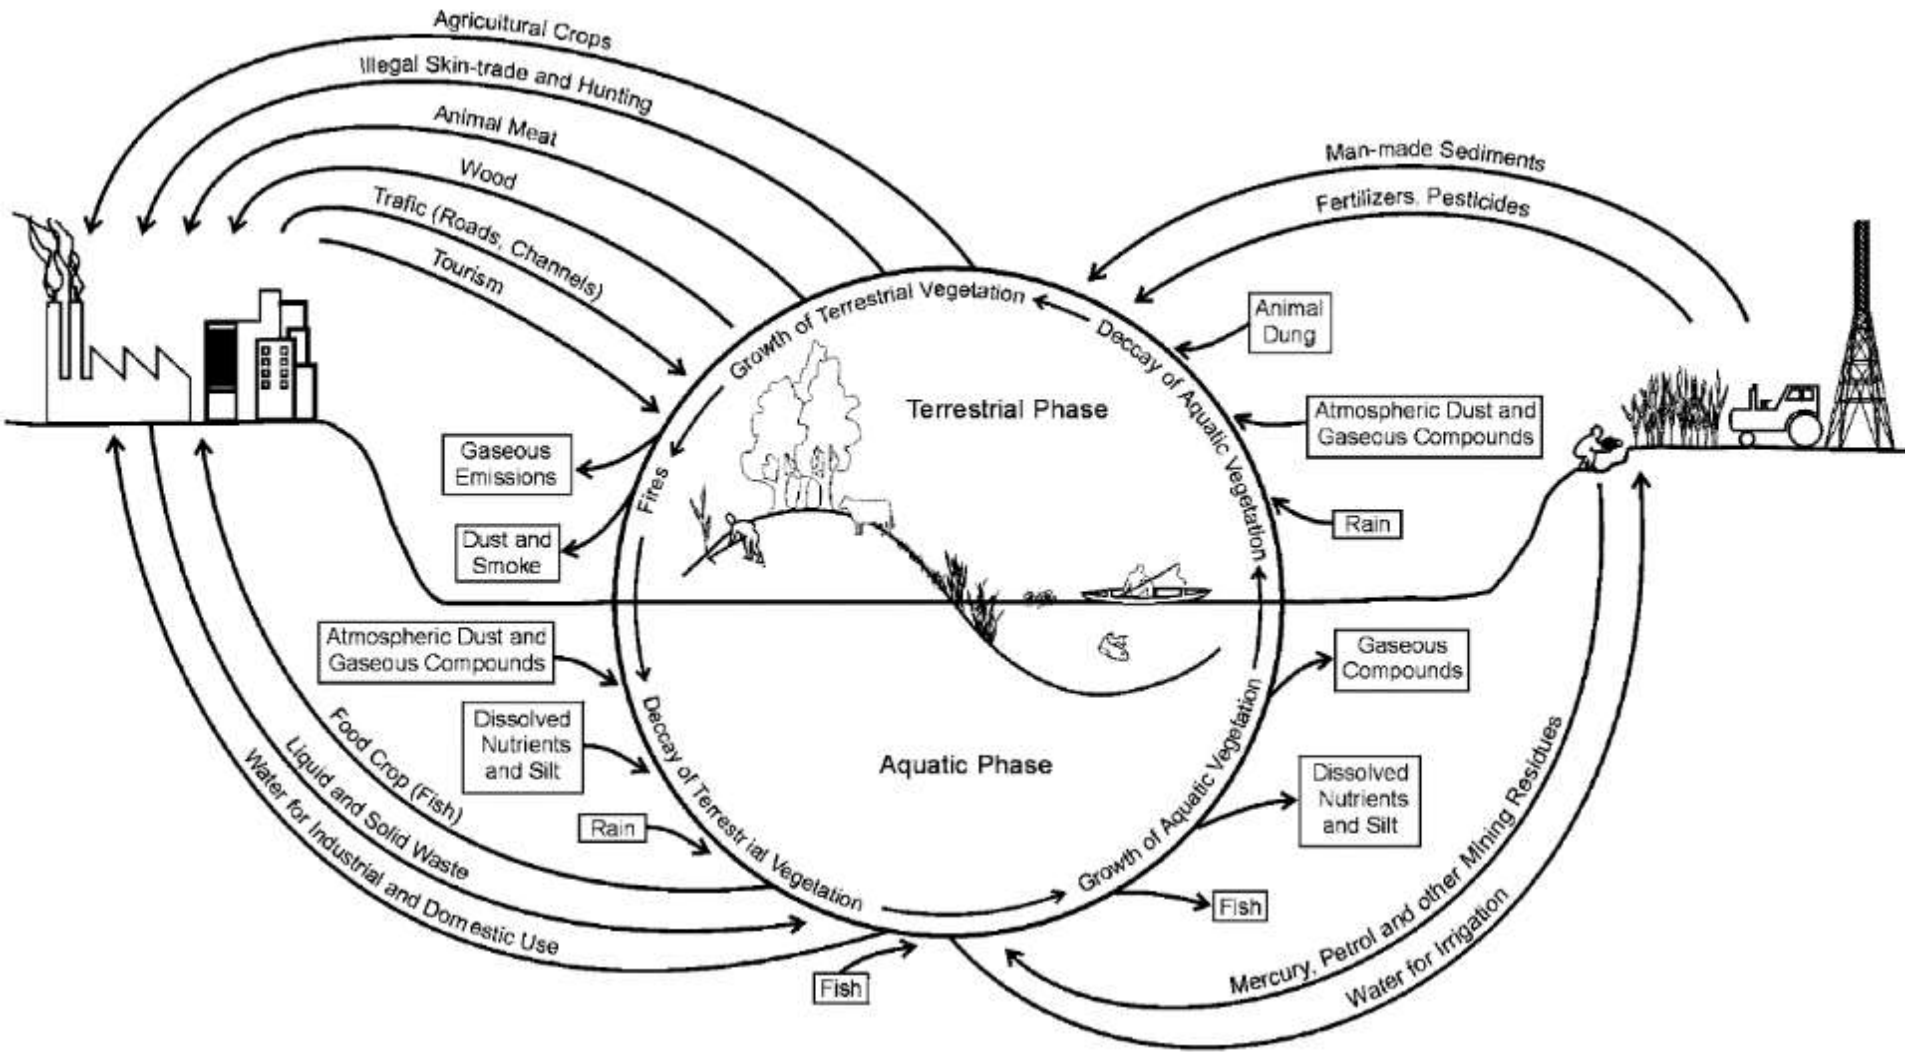 Agricultural Crops
Illegal Skin-trade and Hunting
Animal Meat
Wood
Trafic (Roads, Channels)
Tourism
Man-made Sediments
Fertilizers, Pesticides
Growth of Terrestrial Vegetation
Deccay of Aquatic Vegetation
Animal
Dung
Terrestrial Phase
Atmospheric Dust and
Gaseous Compounds
Gaseous
Emissions
Fires
Rain
Dust and
Smoke
Atmospheric Dust and
Gaseous Compounds
Gaseous
Compounds
Dissolved
Nutrients
and Silt
Deccay of Terrestrial Vegetation
Aquatic Phase
Growth of Aquatic Vegetation
Dissolved
Nutrients
and Silt
Rain
Food Crop (Fish)
Liquid and Solid Waste
Water for Industrial and Domestic Use
Fish
Fish
Mercury, Petrol and other Mining Residues
Water for Irrigation